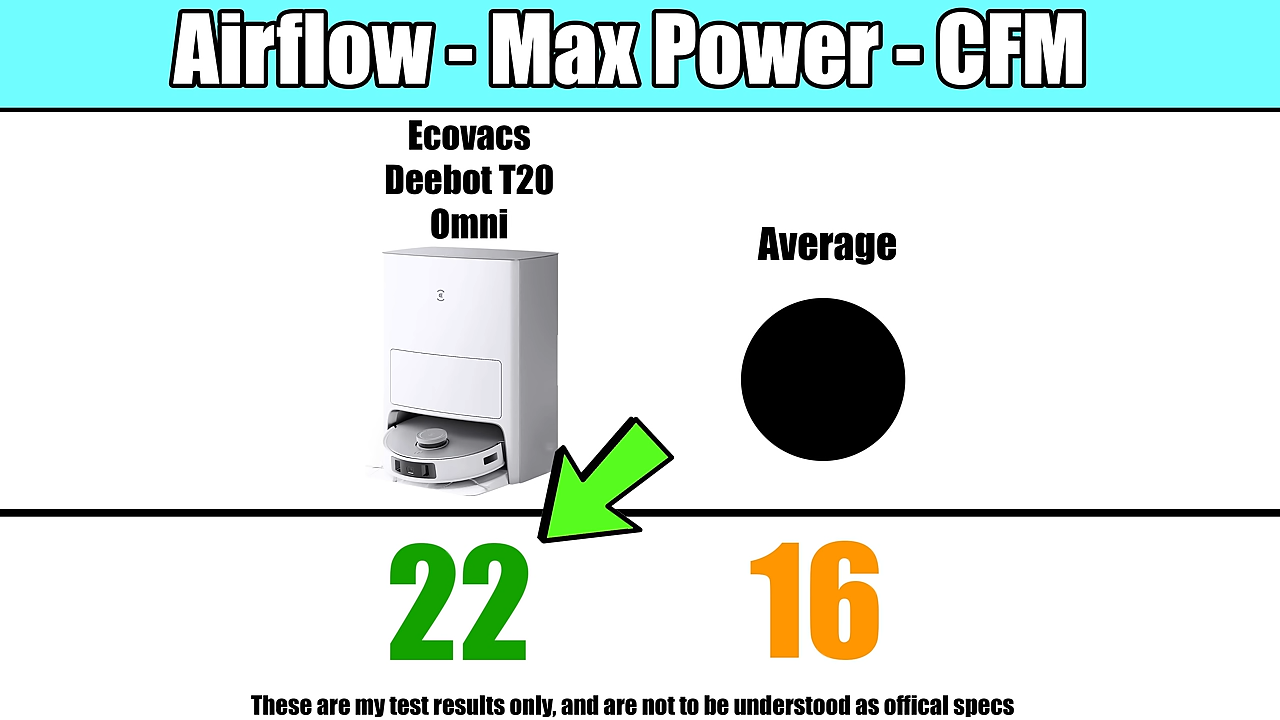 Airflow - Max Power - CFM
Ecovacs
Deebot T20
Omni
Average
22
16
These are my test results only, and are not to be understood as offical specs